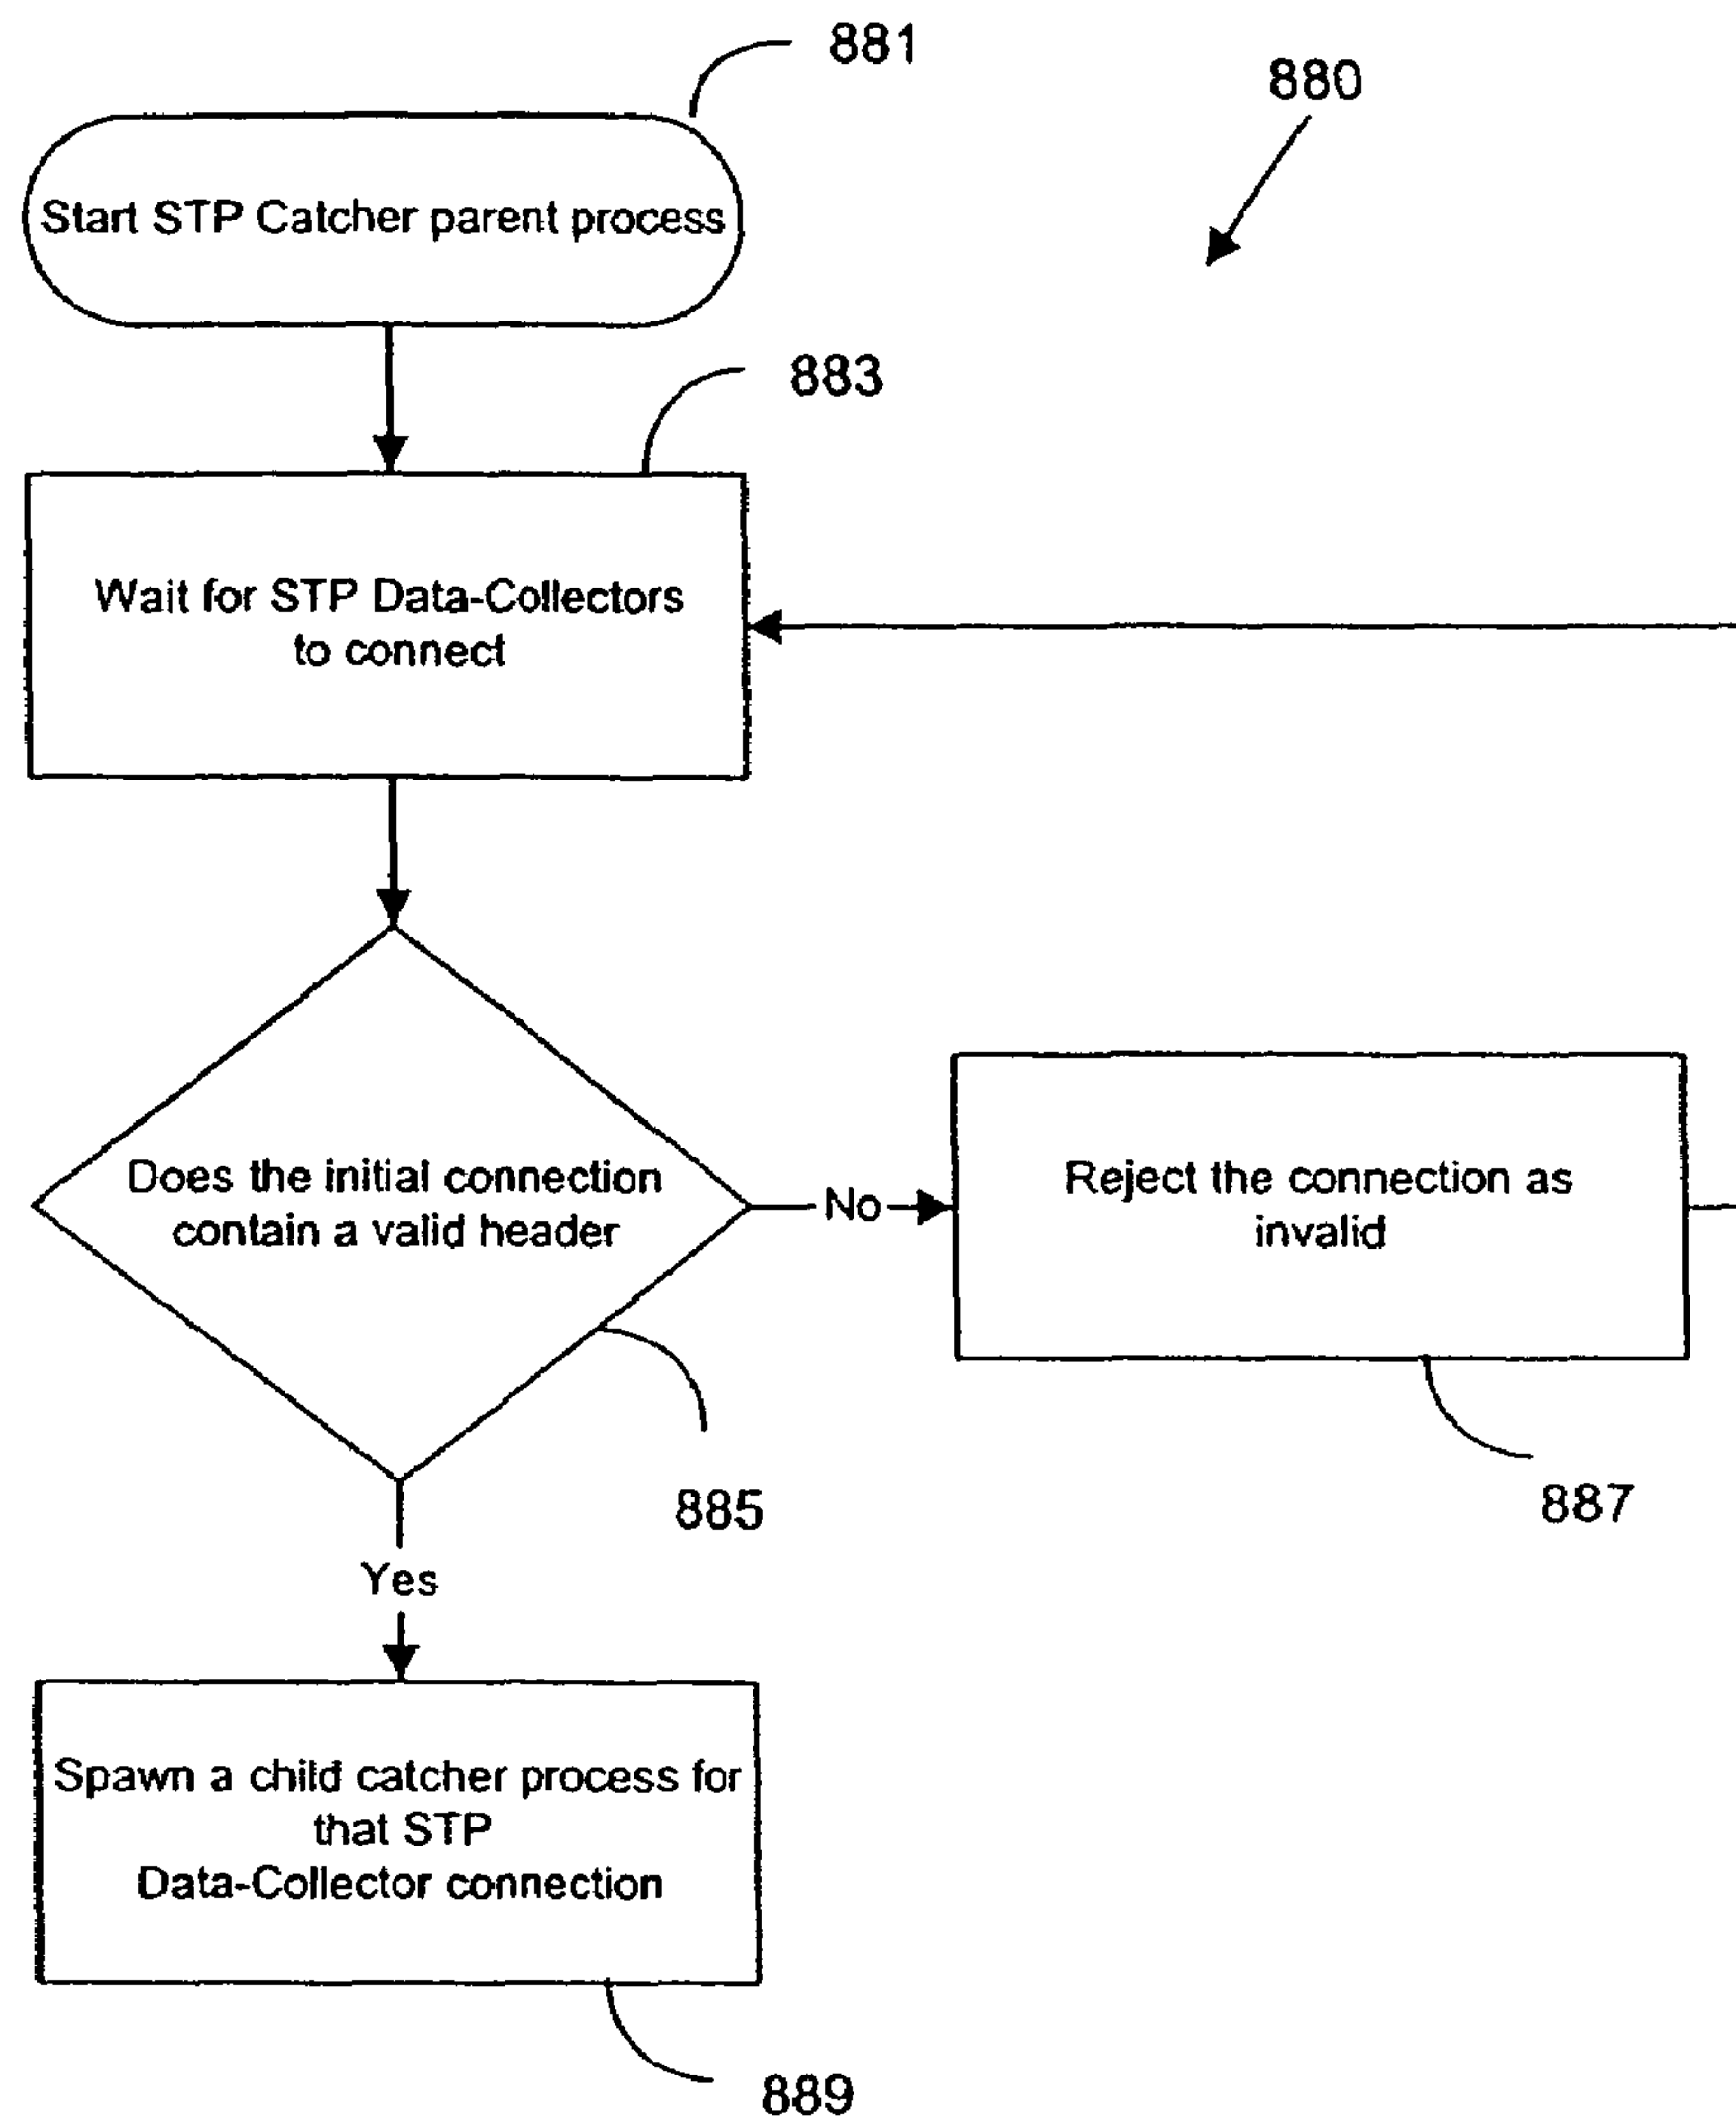 881
880
Start STP Catcher parent process
883
Wait for STP Data-Collectors
to connect
Does the initial connection
contain a valid header
No
Reject the connection as
invalid
885
887
Yes
Spawn a child catcher process for
that STP
Data-Collector connection
889